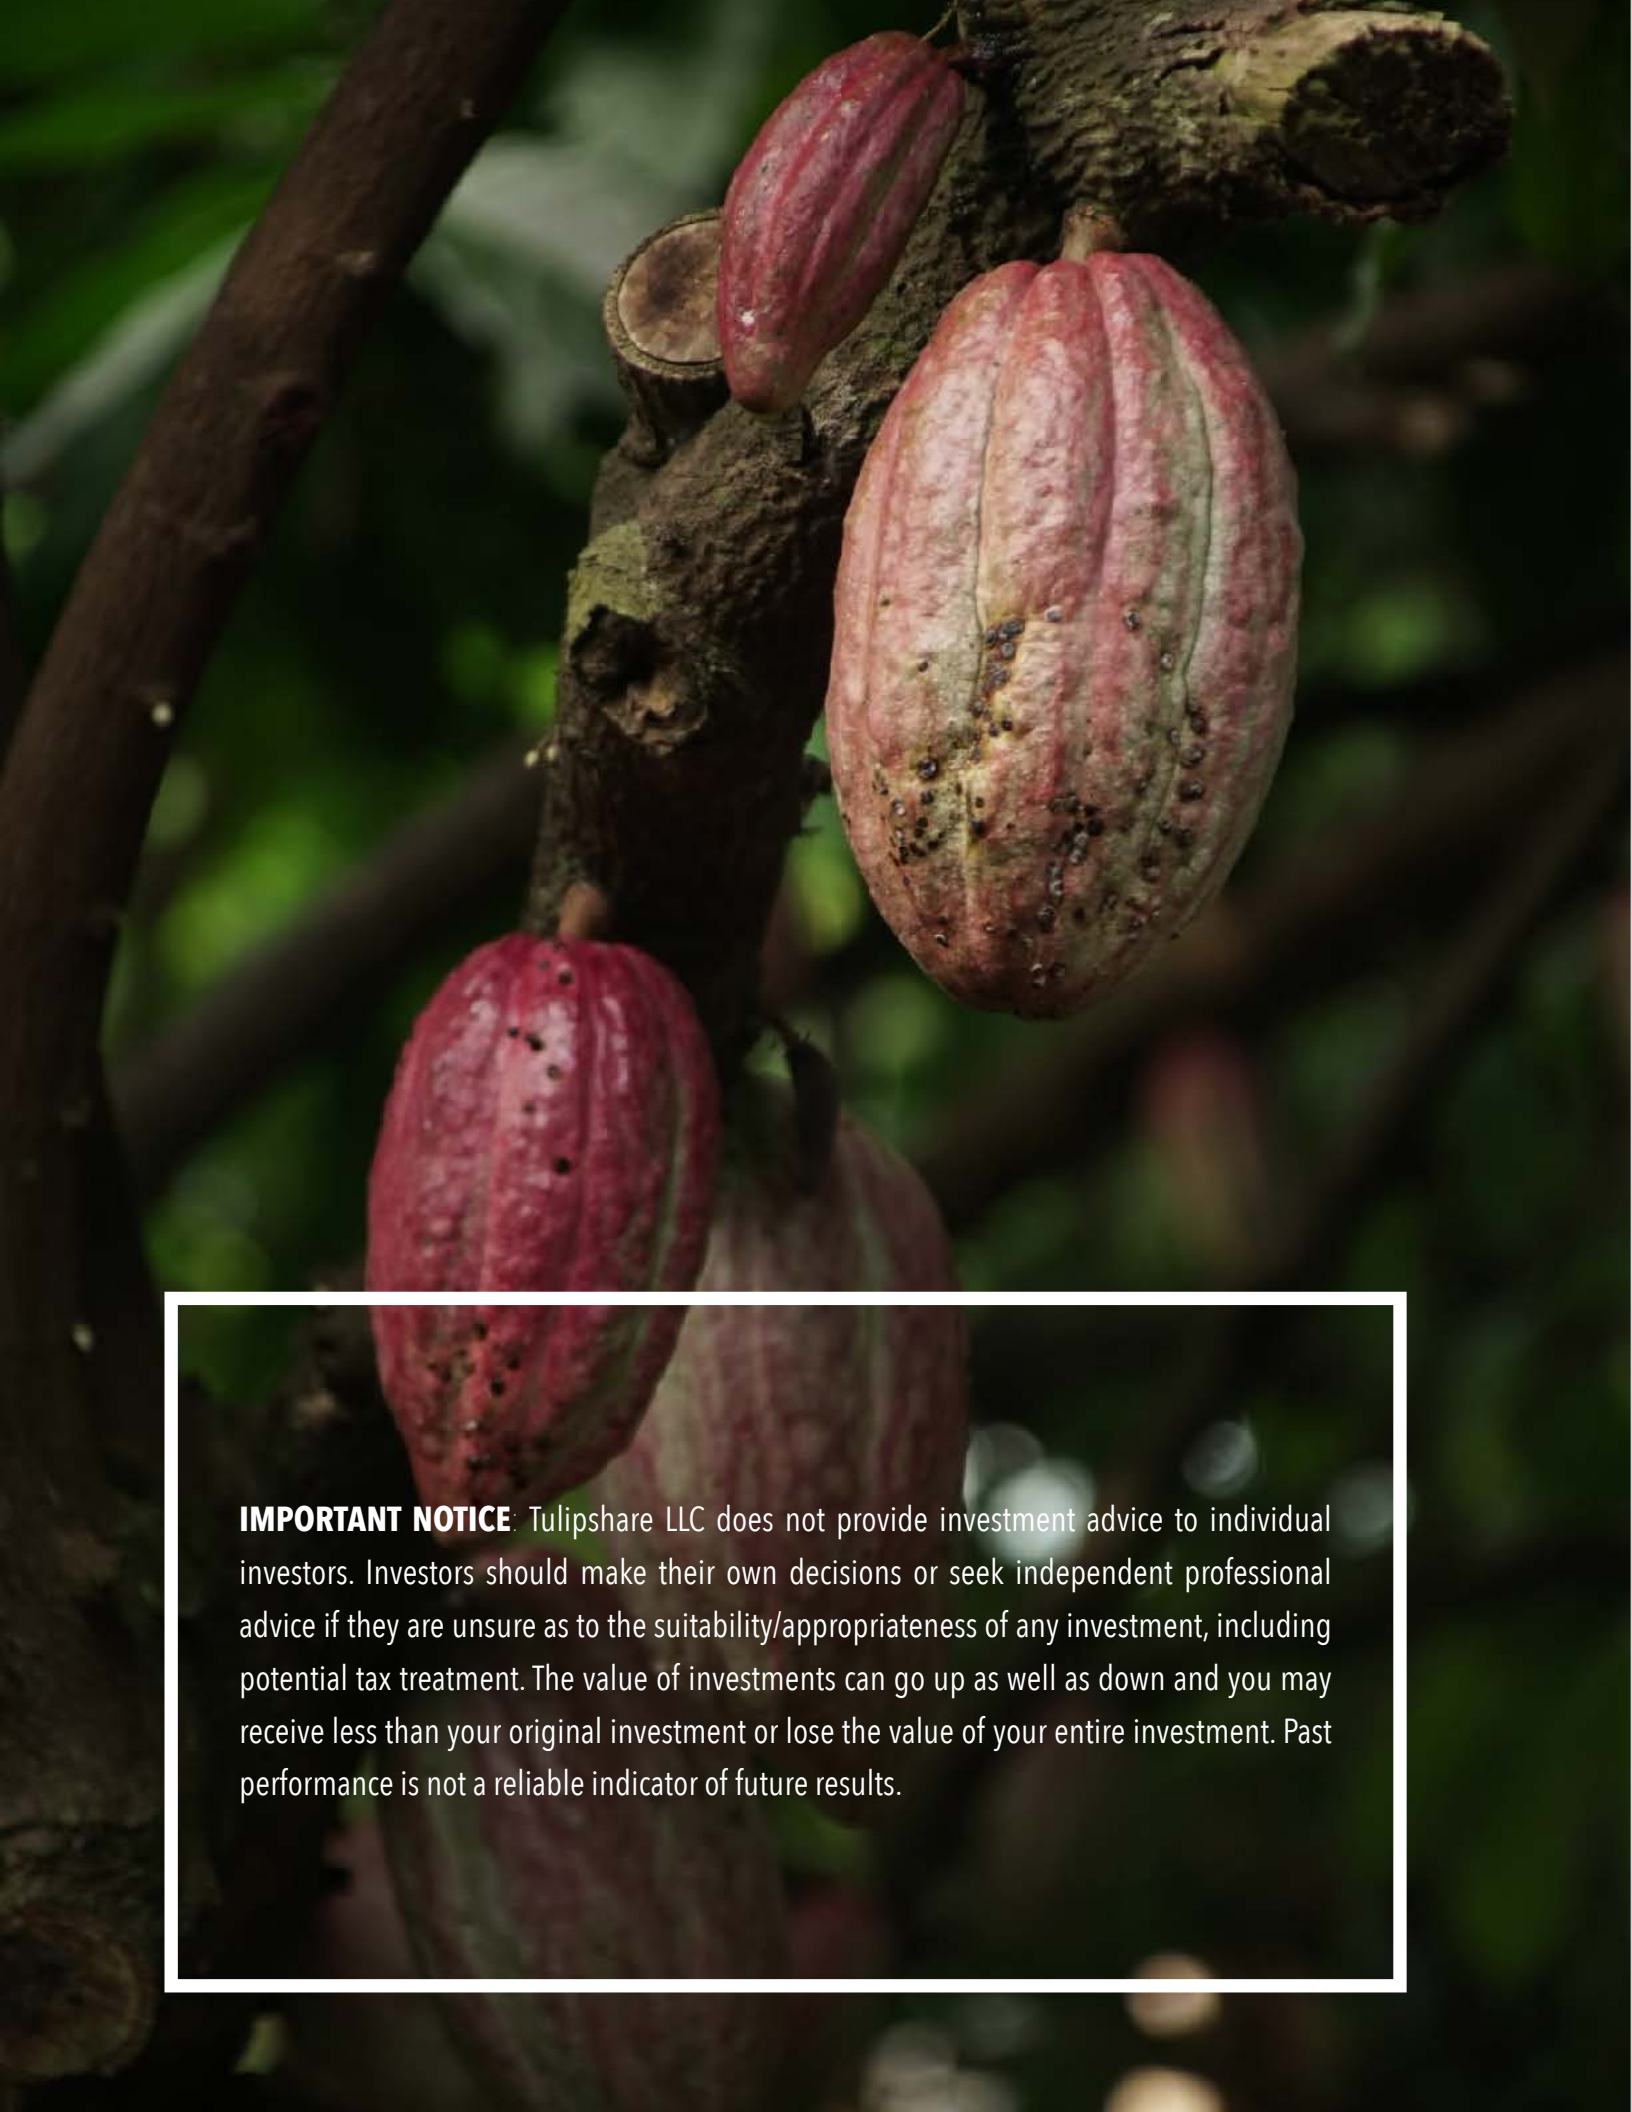 IMPORTANT NOTICE: Tulipshare LLC does not provide investment advice to individual
investors. Investors should make their own decisions or seek independent professional
advice if they are unsure as to the suitability/appropriateness of any investment, including
potential tax treatment. The value of investments can go up as well as down and you may
receive less than your original investment or lose the value of your entire investment. Past
performance is not a reliable indicator of future results.